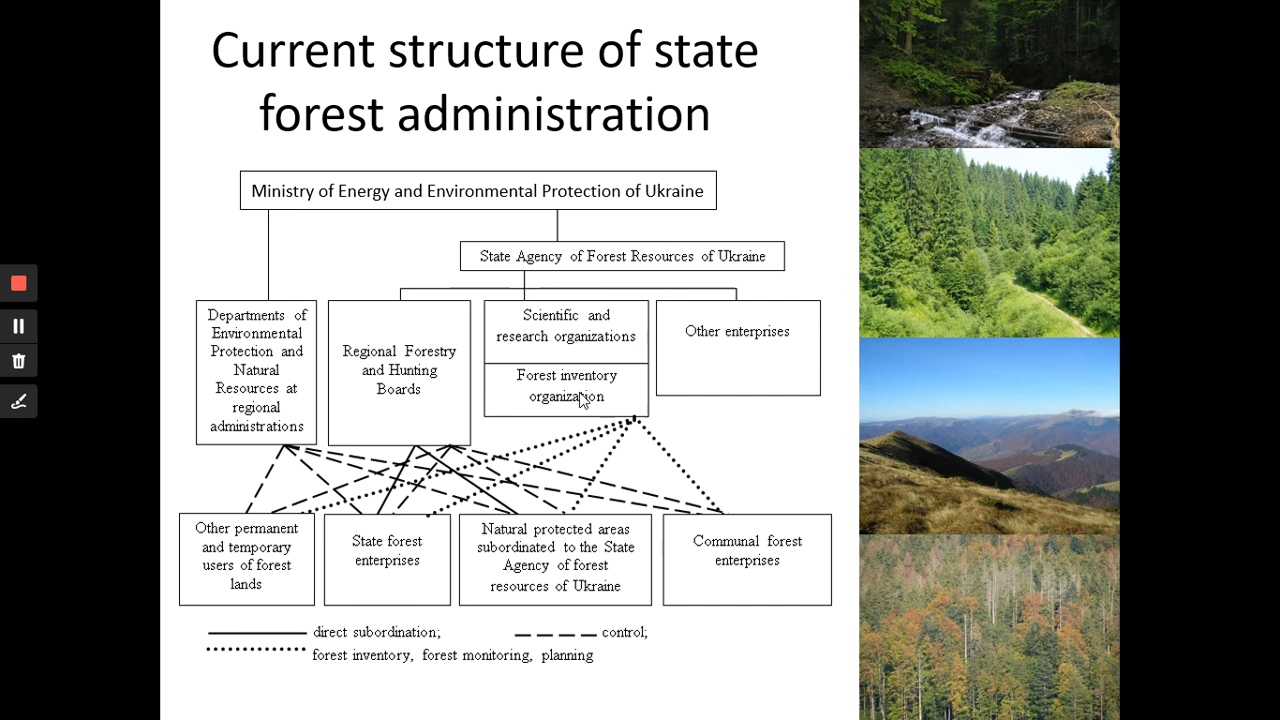 Current structure of state
forest administration
Ministry of Energy and Environmental Protection of Ukraine
State Agency of Forest Resources of Ukraine
Departments of
Environmental
Protection and
Natural
Resources at
regional
administrations
Regional Forestry
and Hunting
Boards
Scientific and
research organizations
Forest inventory
organization
Other enterprises
Other permanent
and temporary
users of forest
lands
State forest
enterprises
Natural protected areas
subordinated to the State
Agency of forest
resources of Ukraine
Communal forest
enterprises
direct subordination;
control;
forest inventory, forest monitoring, planning